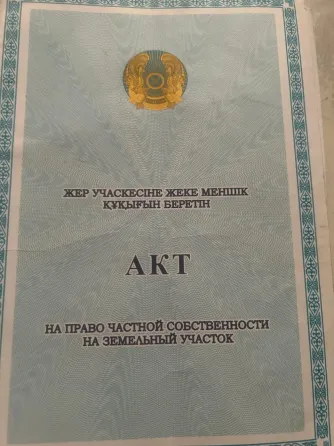 ЖЕР УЧАСКЕСІНЕ ЖЕКЕ МЕНШІК
ҚҰҚЫҒЫН БЕРЕТІН
АКТ
НА ПРАВО ЧАСТНОЙ СОБСТВЕННОСТИ
НА ЗЕМЕЛЬНЫЙ УЧАСТОК